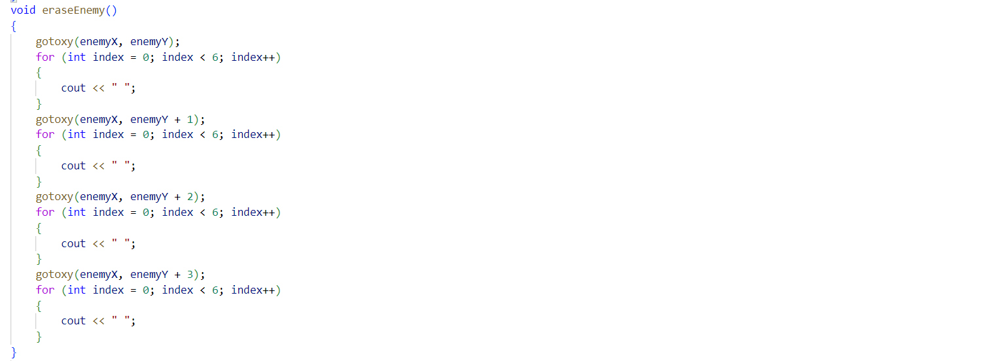 void eraseEnemy()
{
    gotoxy(enemyX, enemyY);
    for (int index = 0; index < 6; index++)
    {
        cout << " ";
    }
    gotoxy(enemyX, enemyY + 1);
    for (int index = 0; index < 6; index++)
    {
        cout << " ";
    }
    gotoxy(enemyX, enemyY + 2);
    for (int index = 0; index < 6; index++)
    {
        cout << " ";
    }
    gotoxy(enemyX, enemyY + 3);
    for (int index = 0; index < 6; index++)
    {
        cout << " ";
    }
}